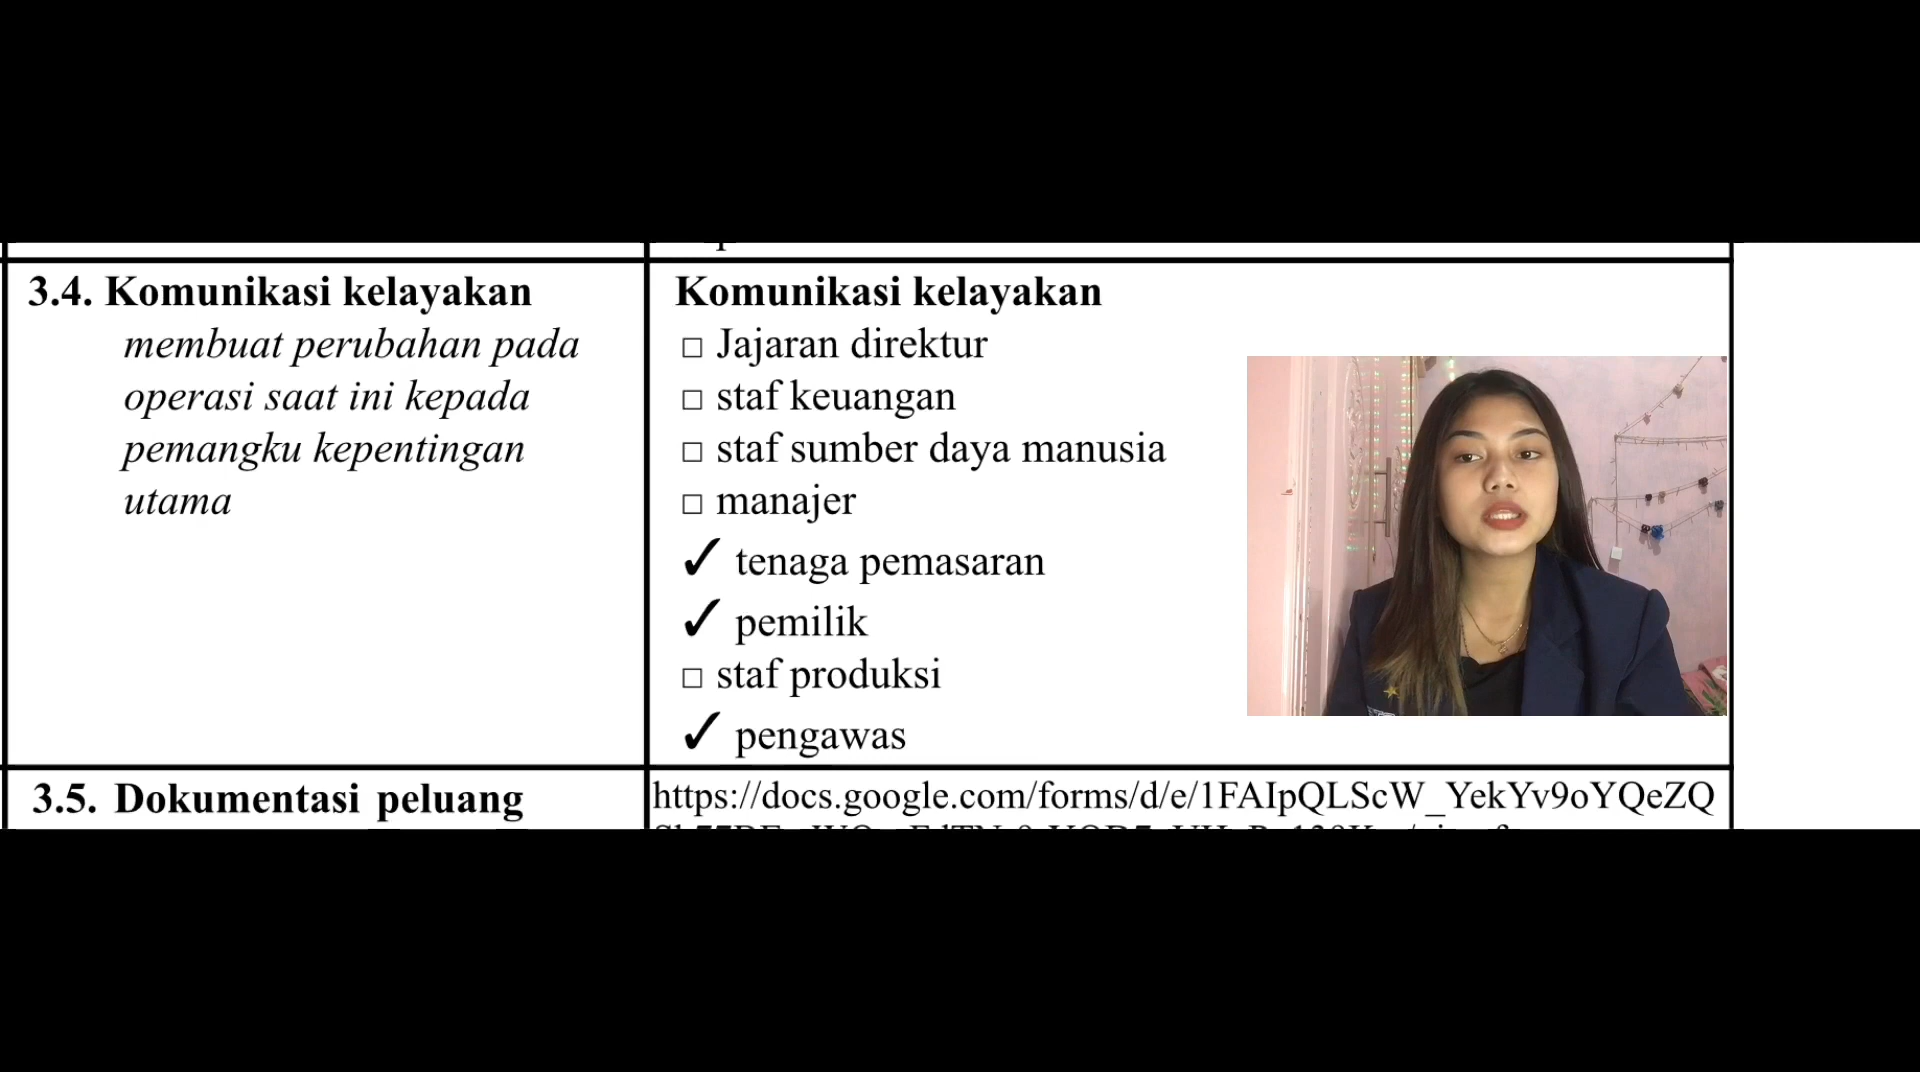 3.4. Komunikasi kelayakan
membuat perubahan pada
operasi saat ini kepada
pemangku kepentingan
utama
Komunikasi kelayakan
□ Jajaran direktur
□ staf keuangan
□ staf sumber daya manusia
□ manajer
✓ tenaga pemasaran
✓ pemilik
□ staf produksi
✓ pengawas
3.5. Dokumentasi peluang
https://docs.google.com/forms/d/e/1FAIpQLScW_YekYv9oYQeZQ